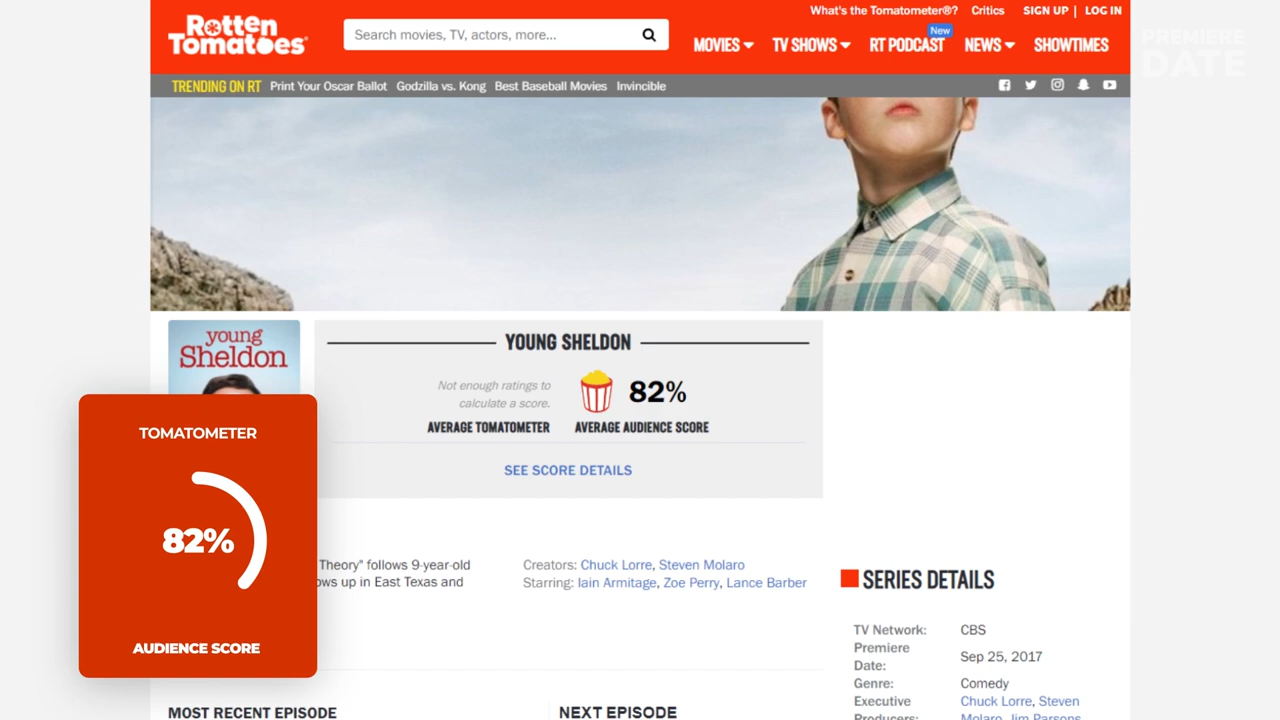 What's the Tomatometer®? Critics SIGN UP | LOG IN
Rotten
Tomatoes®
Search movies, TV, actors, more...
New
MOVIES TV SHOWS RT PODCAST NEWS SHOWTIMES
PREMIERE
DATE
TRENDING ON RT Print Your Oscar Ballot Godzilla vs. Kong Best Baseball Movies Invincible
young
Sheldon
YOUNG SHELDON
Not enough ratings to
calculate a score.
82%
AVERAGE TOMATOMETER AVERAGE AUDIENCE SCORE
SEE SCORE DETAILS
TOMATOMETER
82%
AUDIENCE SCORE
Theory" follows 9-year-old
ows up in East Texas and
Creators: Chuck Lorre, Steven Molaro
Starring: Iain Armitage, Zoe Perry, Lance Barber
SERIES DETAILS
TV Network: CBS
Premiere
Date: Sep 25, 2017
Genre: Comedy
Executive Chuck Lorre, Steven
Producers: Molaro, Jim Parsons
MOST RECENT EPISODE NEXT EPISODE